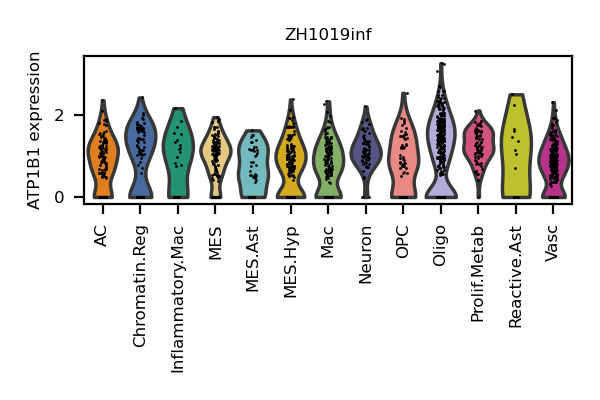 ZH1019inf
ATP1B1 expression
2
0
AC
Chromatin.Reg
Inflammatory.Mac
MES
MES.Ast
MES.Hyp
Mac
Neuron
OPC
Oligo
Prolif.Metab
Reactive.Ast
Vasc